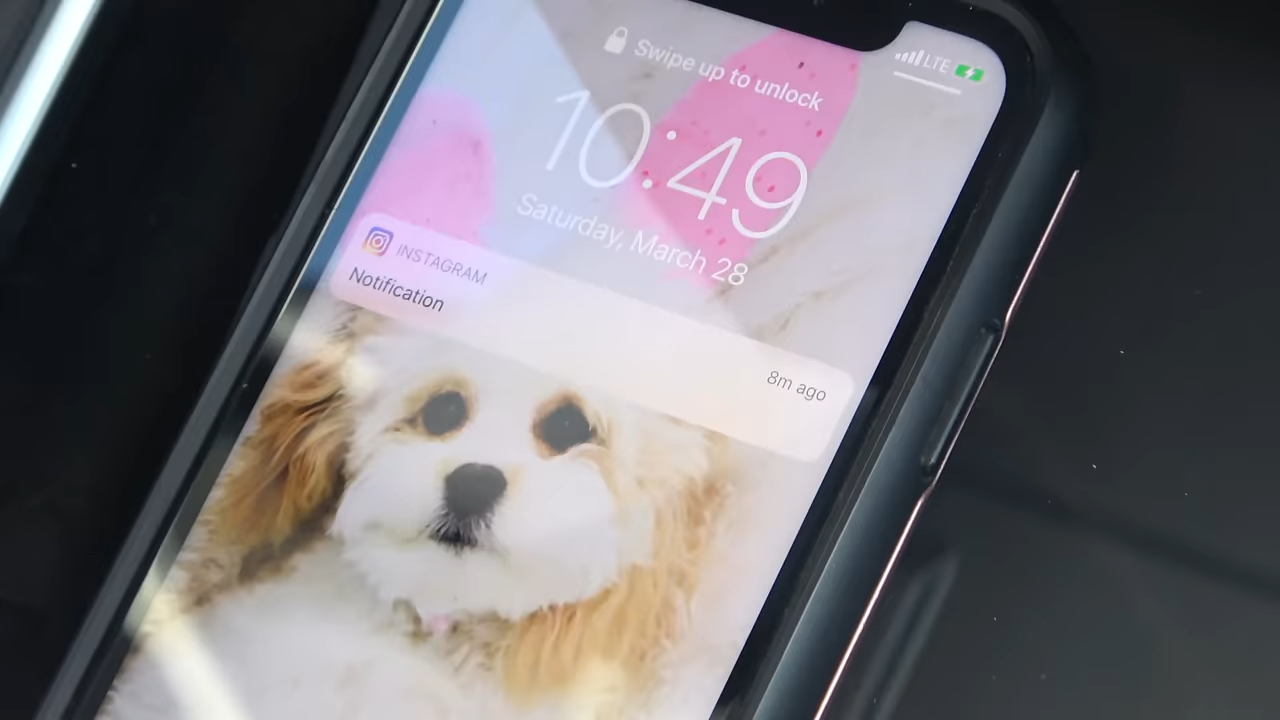 LTE
Swipe up to unlock
10:49
Saturday, March 28
INSTAGRAM
Notification
8m ago